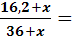 16,2+x
36+x =